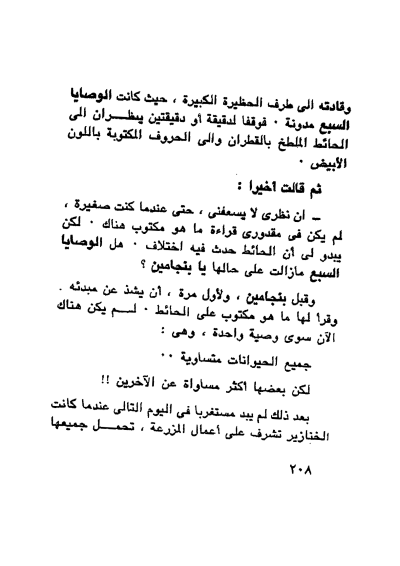 وقادته الى طرف الحظيرة الكبيرة ، حيث كانت الوصايا
السبع مدونة · فوقفا لدقيقة أو دقيقتين ينظران الى
الحائط الملطخ بالقطران والى الحروف المكتوبة باللون
الأبيض ·
ثم قالت أخيرا :
– ان نظرى لا يسعفنى ، حتى عندما كنت صغيرة ،
لم يكن فى مقدورى قراءة ما هو مكتوب هناك · لكن
يبدو لى أن الحائط حدث فيه اختلاف · هل الوصايا
السبع مازالت على حالها يا بنجامين ؟
وقبل بنجامين ، ولأول مرة ، أن يشذ عن مبدئه .
وقرأ لها ما هو مكتوب على الحائط · لم يكن هناك
الآن سوى وصية واحدة ، وهى :
جميع الحيوانات متساوية ··
لكن بعضها أكثر مساواة عن الآخرين !!
بعد ذلك لم يبد مستغربا فى اليوم التالى عندما كانت
الخنازير تشرف على أعمال المزرعة ، تحمل جميعها
٢٠٨